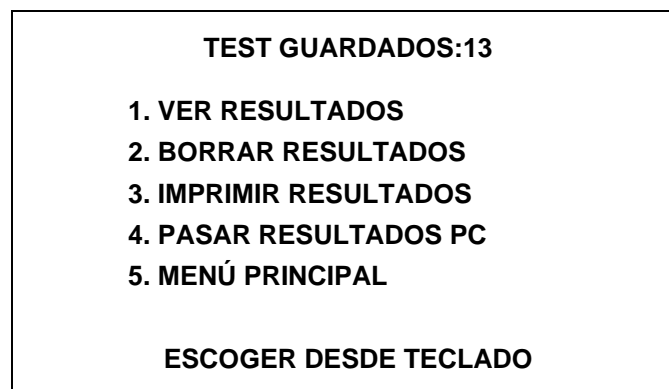 TEST GUARDADOS:13
1. VER RESULTADOS
2. BORRAR RESULTADOS
3. IMPRIMIR RESULTADOS
4. PASAR RESULTADOS PC
5. MENÚ PRINCIPAL
ESCOGER DESDE TECLADO